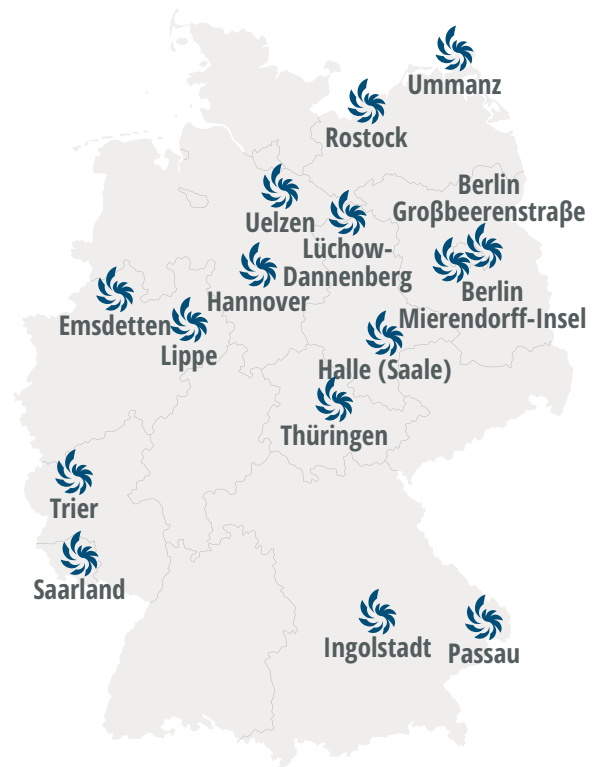 Ummanz
Rostock
Berlin
Großbeerenstraße
Uelzen
Lüchow-
Dannenberg
Hannover
Berlin
Mierendorff-Insel
Emsdetten
Lippe
Halle (Saale)
Thüringen
Trier
Saarland
Ingolstadt
Passau